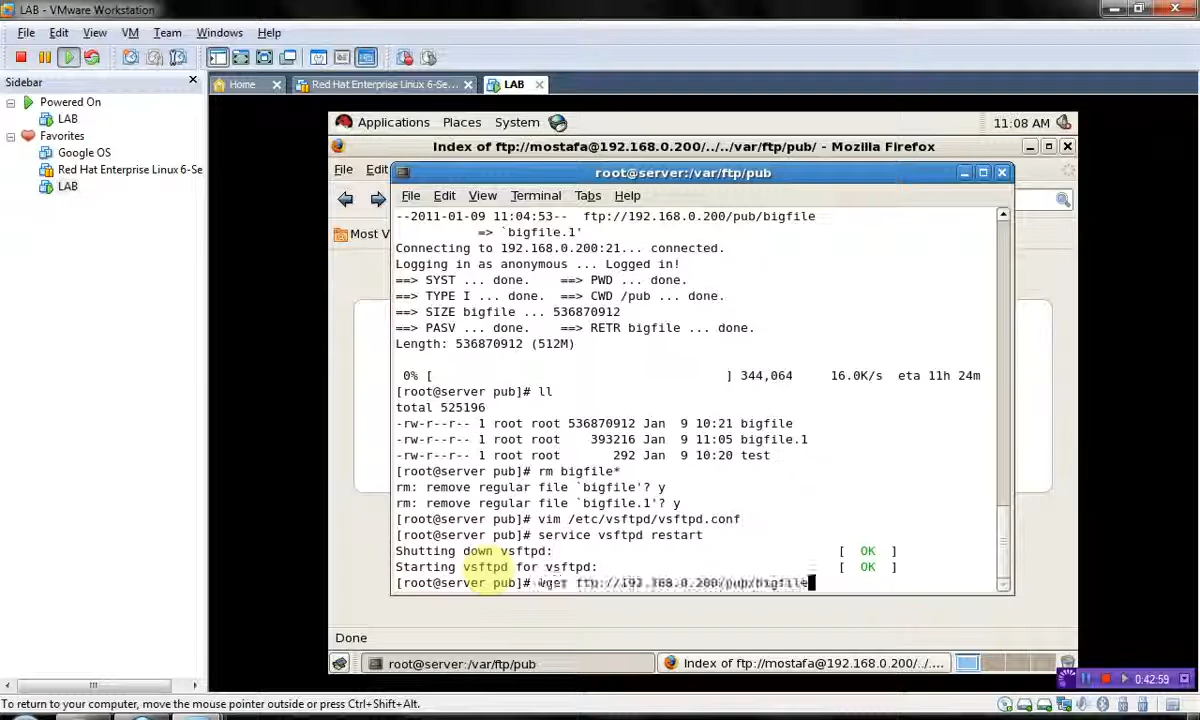 LAB - VMware Workstation
File Edit View VM Team Windows Help
Sidebar
Powered On
LAB
Favorites
Google OS
Red Hat Enterprise Linux 6-Se
LAB
Home
Red Hat Enterprise Linux 6-Se...
LAB
Applications Places System
11:08 AM
Index of ftp://mostafa@192.168.0.200/../../var/ftp/pub/ - Mozilla Firefox
File Edit
Most V
root@server:/var/ftp/pub
File Edit View Terminal Tabs Help
--2011-01-09 11:04:53-- ftp://192.168.0.200/pub/bigfile
=> `bigfile.1'
Connecting to 192.168.0.200:21... connected.
Logging in as anonymous ... Logged in!
==> SYST ... done. ==> PWD ... done.
==> TYPE I ... done. ==> CWD /pub ... done.
==> SIZE bigfile ... 536870912
==> PASV ... done. ==> RETR bigfile ... done.
Length: 536870912 (512M)
0% [ ] 344,064 16.0K/s eta 11h 24m
[root@server pub]# ll
total 525196
-rw-r--r-- 1 root root 536870912 Jan 9 10:21 bigfile
-rw-r--r-- 1 root root 393216 Jan 9 11:05 bigfile.1
-rw-r--r-- 1 root root 292 Jan 9 10:20 test
[root@server pub]# rm bigfile*
rm: remove regular file `bigfile'? y
rm: remove regular file `bigfile.1'? y
[root@server pub]# vim /etc/vsftpd/vsftpd.conf
[root@server pub]# service vsftpd restart
Shutting down vsftpd: [ OK ]
Starting vsftpd for vsftpd: [ OK ]
[root@server pub]# wget ftp://192.168.0.200/pub/bigfile
Done
root@server:/var/ftp/pub
Index of ftp://mostafa@192.168.0.200/../....
0:42:59
To return to your computer, move the mouse pointer outside or press Ctrl+Shift+Alt.